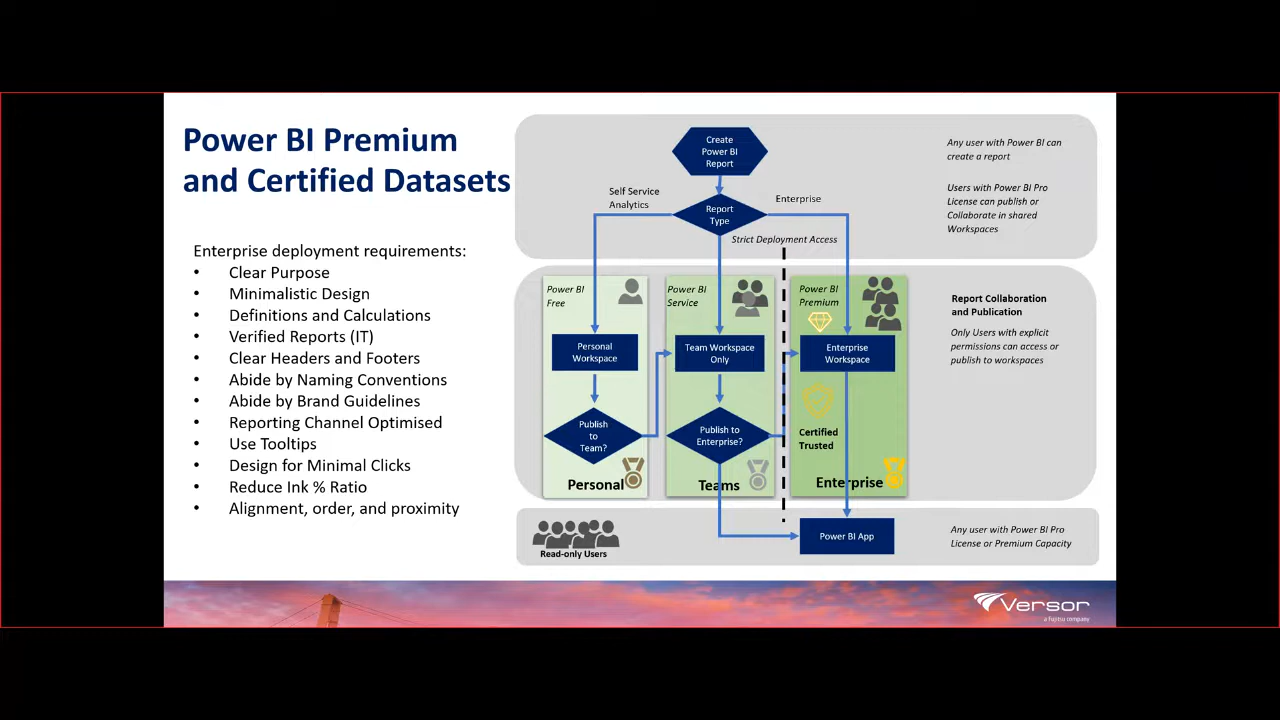 Power BI Premium
and Certified Datasets
Enterprise deployment requirements:
• Clear Purpose
• Minimalistic Design
• Definitions and Calculations
• Verified Reports (IT)
• Clear Headers and Footers
• Abide by Naming Conventions
• Abide by Brand Guidelines
• Reporting Channel Optimised
• Use Tooltips
• Design for Minimal Clicks
• Reduce Ink % Ratio
• Alignment, order, and proximity
Create
Power BI
Report
Self Service
Analytics
Report
Type
Enterprise
Strict Deployment Access
Any user with Power BI can
create a report
Users with Power BI Pro
License can publish or
Collaborate in shared
Workspaces
Power BI
Free
Personal
Workspace
Publish
to
Team?
Personal
Power BI
Service
Team Workspace
Only
Publish to
Enterprise?
Teams
Power BI
Premium
Enterprise
Workspace
Certified
Trusted
Enterprise
Report Collaboration
and Publication
Only Users with explicit
permissions can access or
publish to workspaces
Read-only Users
Power BI App
Any user with Power BI Pro
License or Premium Capacity
Versor
a Fujitsu company